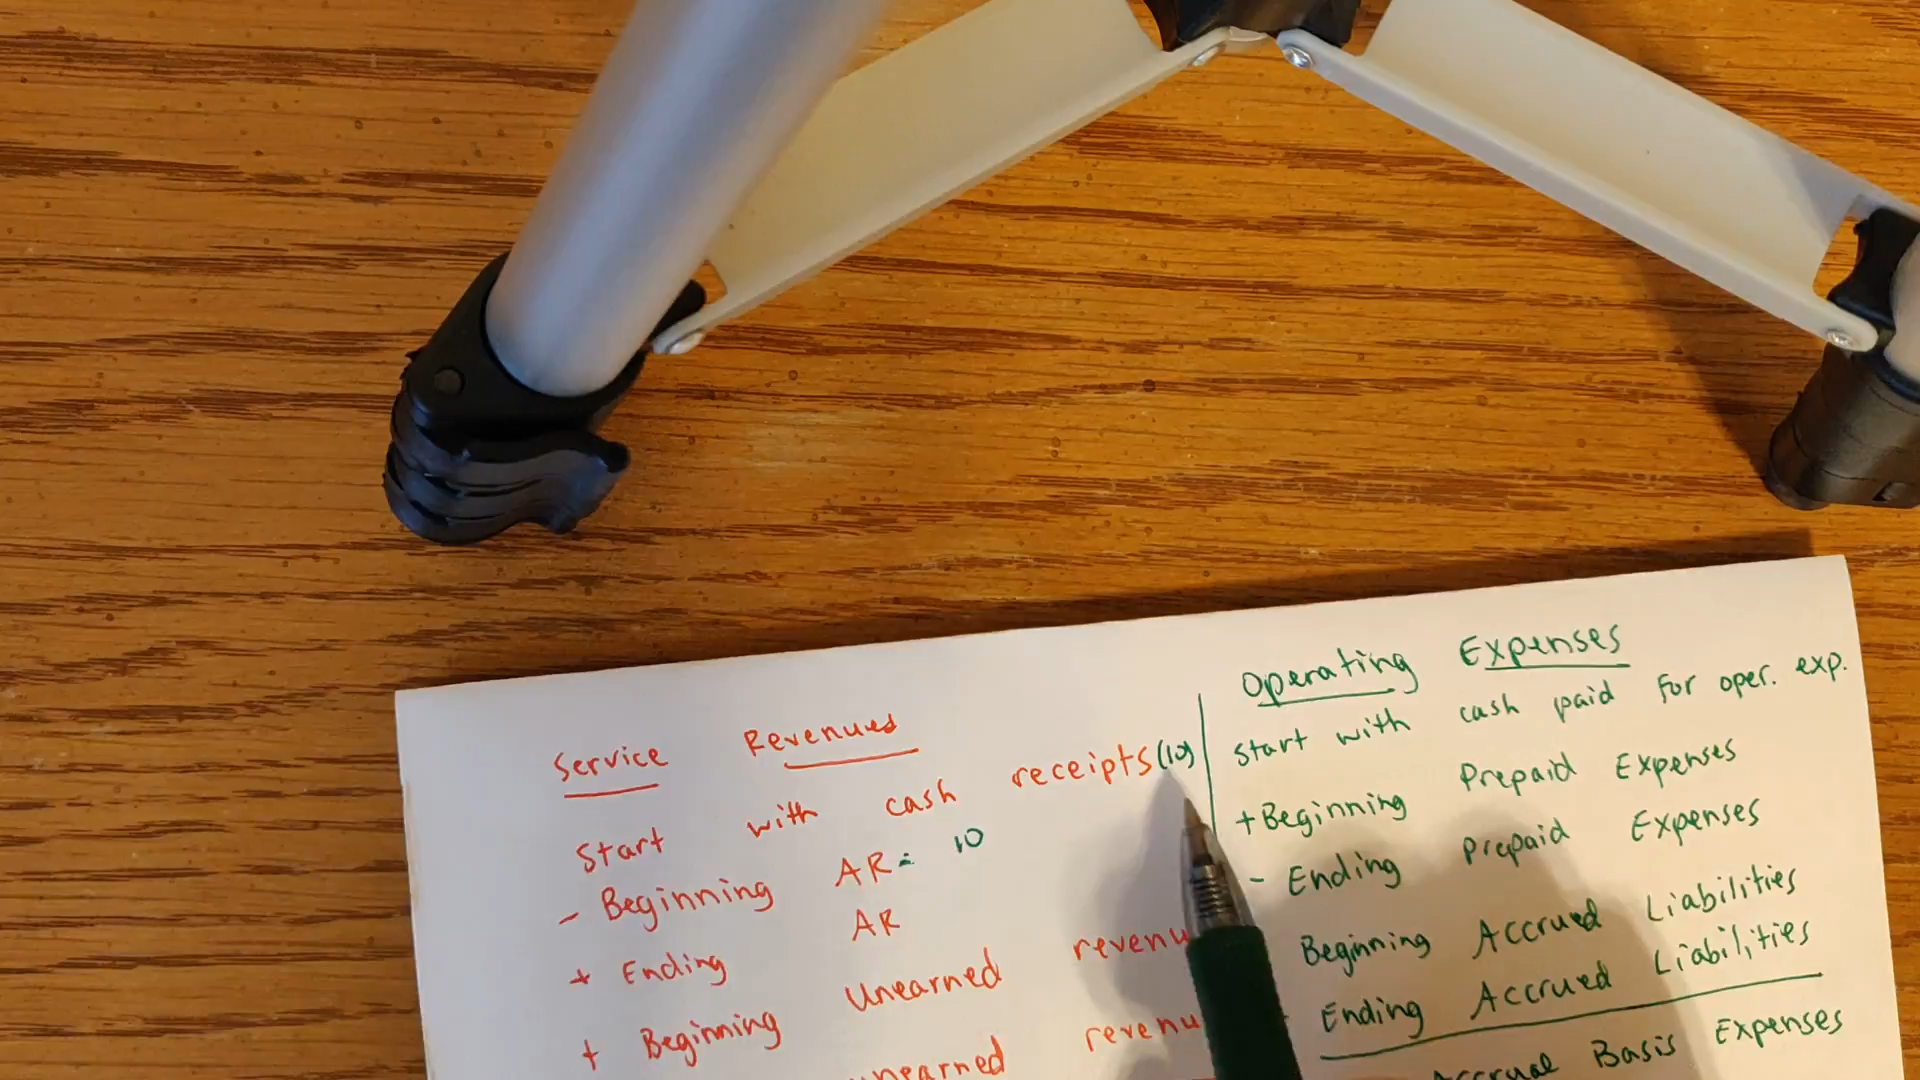 Service Revenues
Start with cash receipts (10)
- Beginning AR = 10
+ Ending AR
+ Beginning Unearned revenu
unearned revenu
Operating Expenses
Start with cash paid for oper. exp.
+ Beginning Prepaid Expenses
- Ending Prepaid Expenses
Beginning Accrued Liabilities
Ending Accrued Liabilities
Accrual Basis Expenses